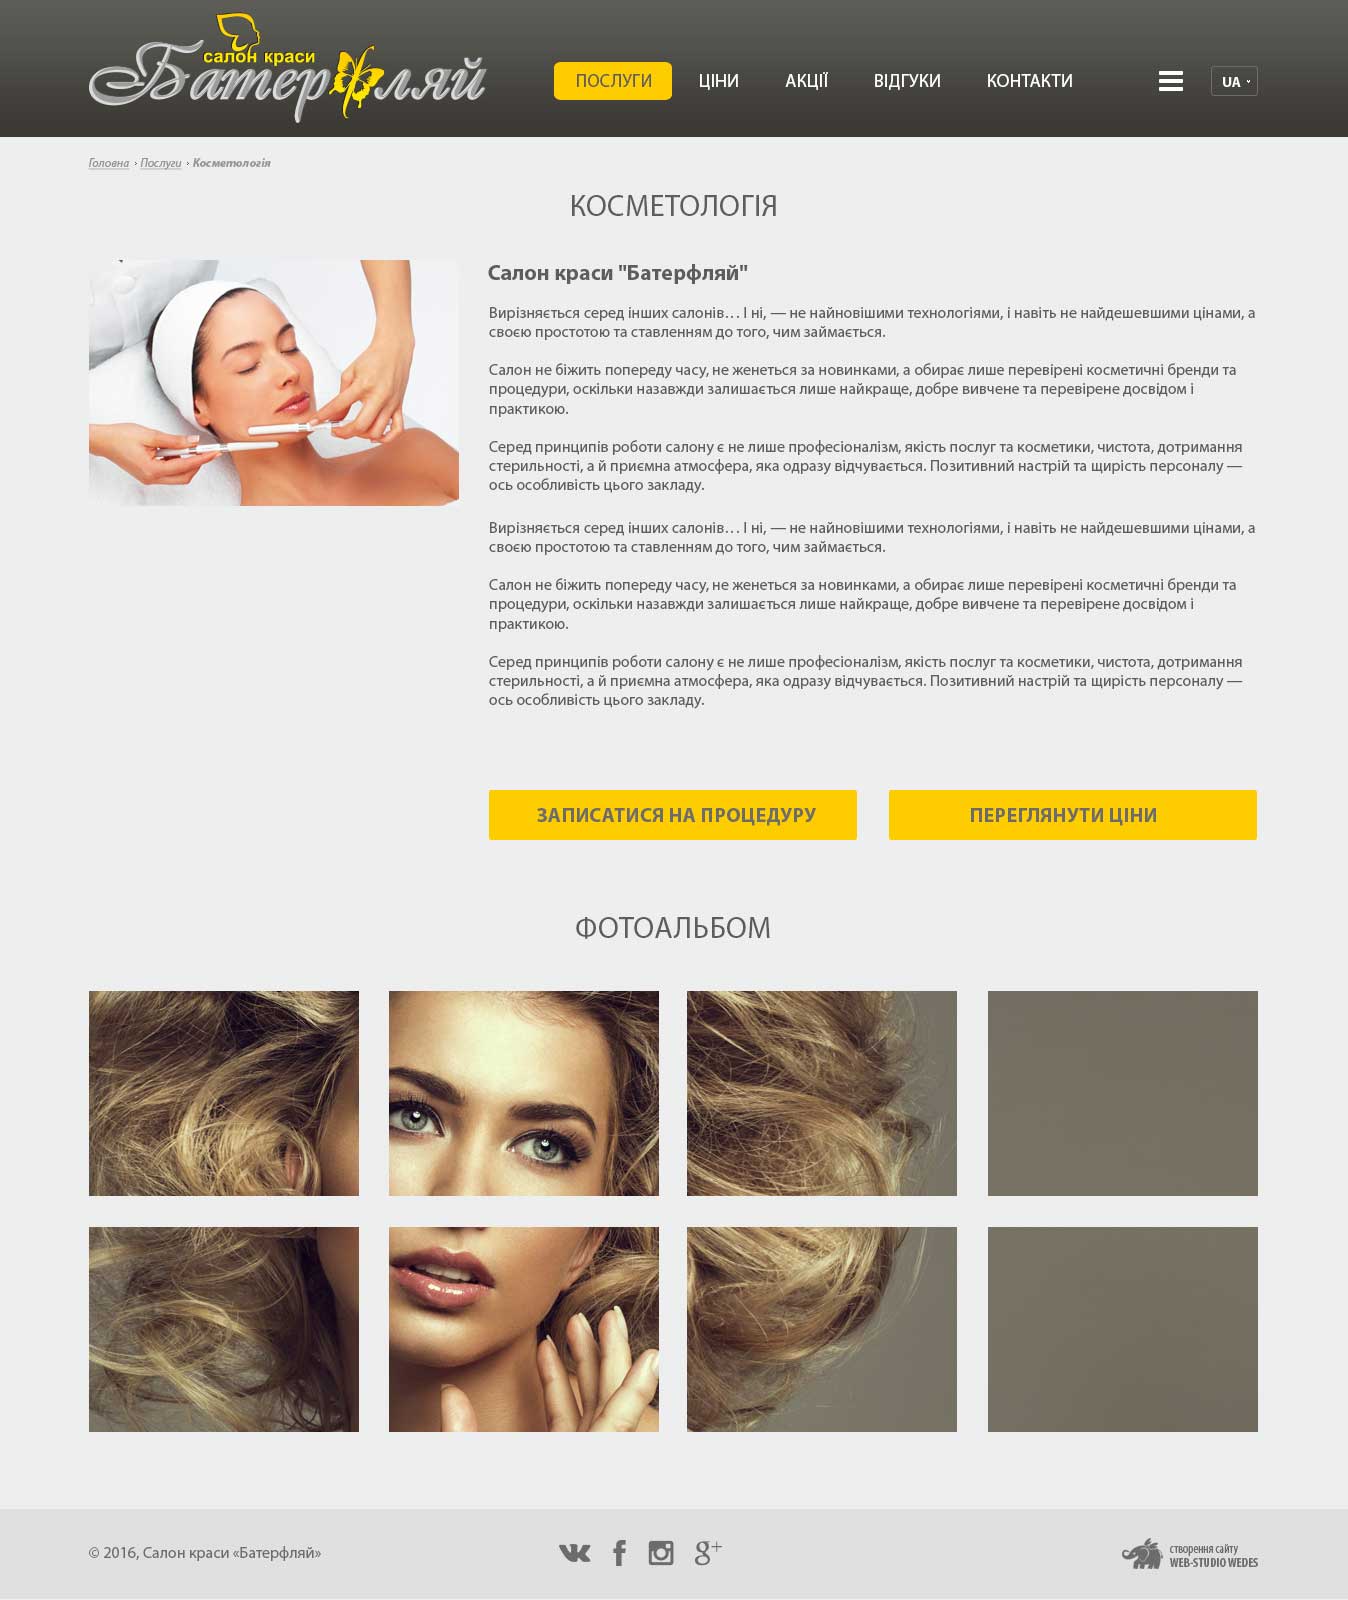 салон краси
Батерфляй
ПОСЛУГИ ЦІНИ АКЦІЇ ВІДГУКИ КОНТАКТИ UA
Головна › Послуги › Косметологія
КОСМЕТОЛОГІЯ
Салон краси "Батерфляй"
Вирізняється серед інших салонів… І ні, — не найновішими технологіями, і навіть не найдешевшими цінами, а
своєю простотою та ставленням до того, чим займається.
Салон не біжить попереду часу, не женеться за новинками, а обирає лише перевірені косметичні бренди та
процедури, оскільки назавжди залишається лише найкраще, добре вивчене та перевірене досвідом і
практикою.
Серед принципів роботи салону є не лише професіоналізм, якість послуг та косметики, чистота, дотримання
стерильності, а й приємна атмосфера, яка одразу відчувається. Позитивний настрій та щирість персоналу —
ось особливість цього закладу.
Вирізняється серед інших салонів… І ні, — не найновішими технологіями, і навіть не найдешевшими цінами, а
своєю простотою та ставленням до того, чим займається.
Салон не біжить попереду часу, не женеться за новинками, а обирає лише перевірені косметичні бренди та
процедури, оскільки назавжди залишається лише найкраще, добре вивчене та перевірене досвідом і
практикою.
Серед принципів роботи салону є не лише професіоналізм, якість послуг та косметики, чистота, дотримання
стерильності, а й приємна атмосфера, яка одразу відчувається. Позитивний настрій та щирість персоналу —
ось особливість цього закладу.
ЗАПИСАТИСЯ НА ПРОЦЕДУРУ ПЕРЕГЛЯНУТИ ЦІНИ
ФОТОАЛЬБОМ
© 2016, Салон краси «Батерфляй»
g+
створення сайту
WEB-STUDIO WEDES